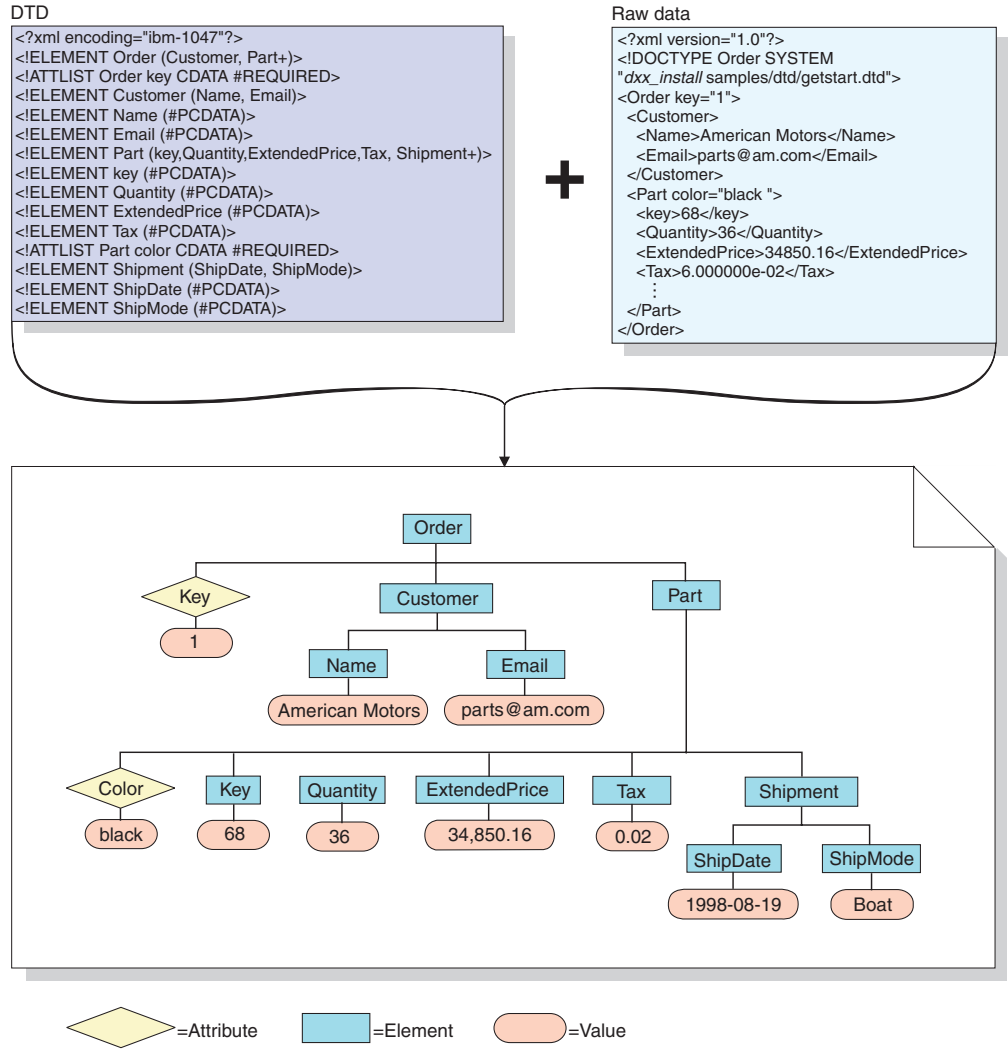 DTD
<?xml encoding="ibm-1047"?>
<!ELEMENT Order (Customer, Part+)>
<!ATTLIST Order key CDATA #REQUIRED>
<!ELEMENT Customer (Name, Email)>
<!ELEMENT Name (#PCDATA)>
<!ELEMENT Email (#PCDATA)>
<!ELEMENT Part (key,Quantity,ExtendedPrice,Tax, Shipment+)>
<!ELEMENT key (#PCDATA)>
<!ELEMENT Quantity (#PCDATA)>
<!ELEMENT ExtendedPrice (#PCDATA)>
<!ELEMENT Tax (#PCDATA)>
<!ATTLIST Part color CDATA #REQUIRED>
<!ELEMENT Shipment (ShipDate, ShipMode)>
<!ELEMENT ShipDate (#PCDATA)>
<!ELEMENT ShipMode (#PCDATA)>
+
Raw data
<?xml version="1.0"?>
<!DOCTYPE Order SYSTEM
"dxx_install samples/dtd/getstart.dtd">
<Order key="1">
<Customer>
<Name>American Motors</Name>
<Email>parts@am.com</Email>
</Customer>
<Part color="black ">
<key>68</key>
<Quantity>36</Quantity>
<ExtendedPrice>34850.16</ExtendedPrice>
<Tax>6.000000e-02</Tax>
⋮
</Part>
</Order>
Order
Key
Customer
Part
1
Name
Email
American Motors
parts@am.com
Color
Key
Quantity
ExtendedPrice
Tax
Shipment
black
68
36
34,850.16
0.02
ShipDate
ShipMode
1998-08-19
Boat
=Attribute
=Element
=Value